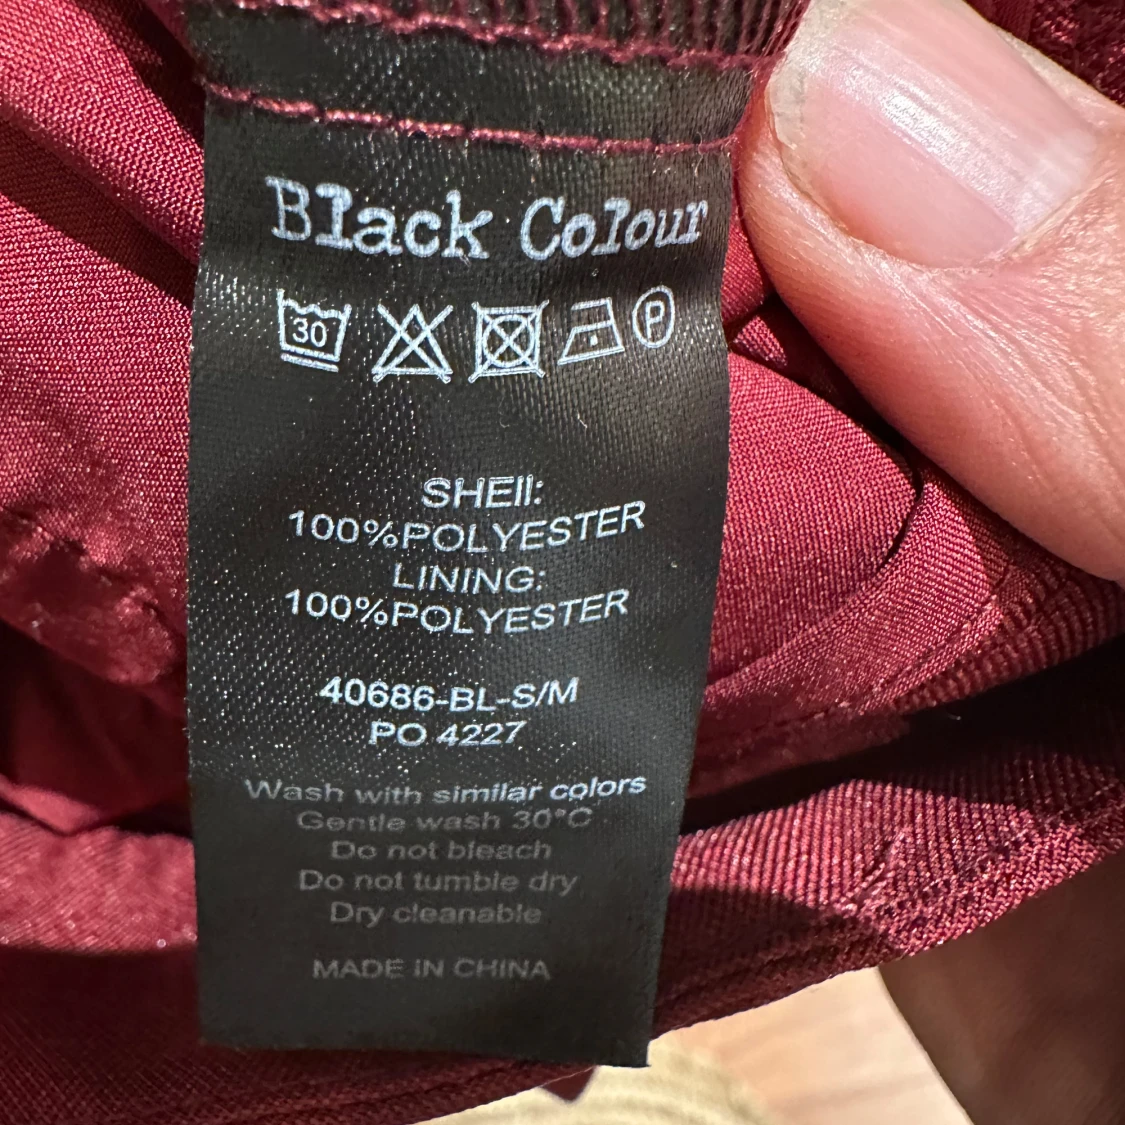 Black Colour
30 P
SHEll:
100%POLYESTER
LINING:
100%POLYESTER
40686-BL-S/M
PO 4227
Wash with similar colors
Gentle wash 30°C
Do not bleach
Do not tumble dry
Dry cleanable
MADE IN CHINA